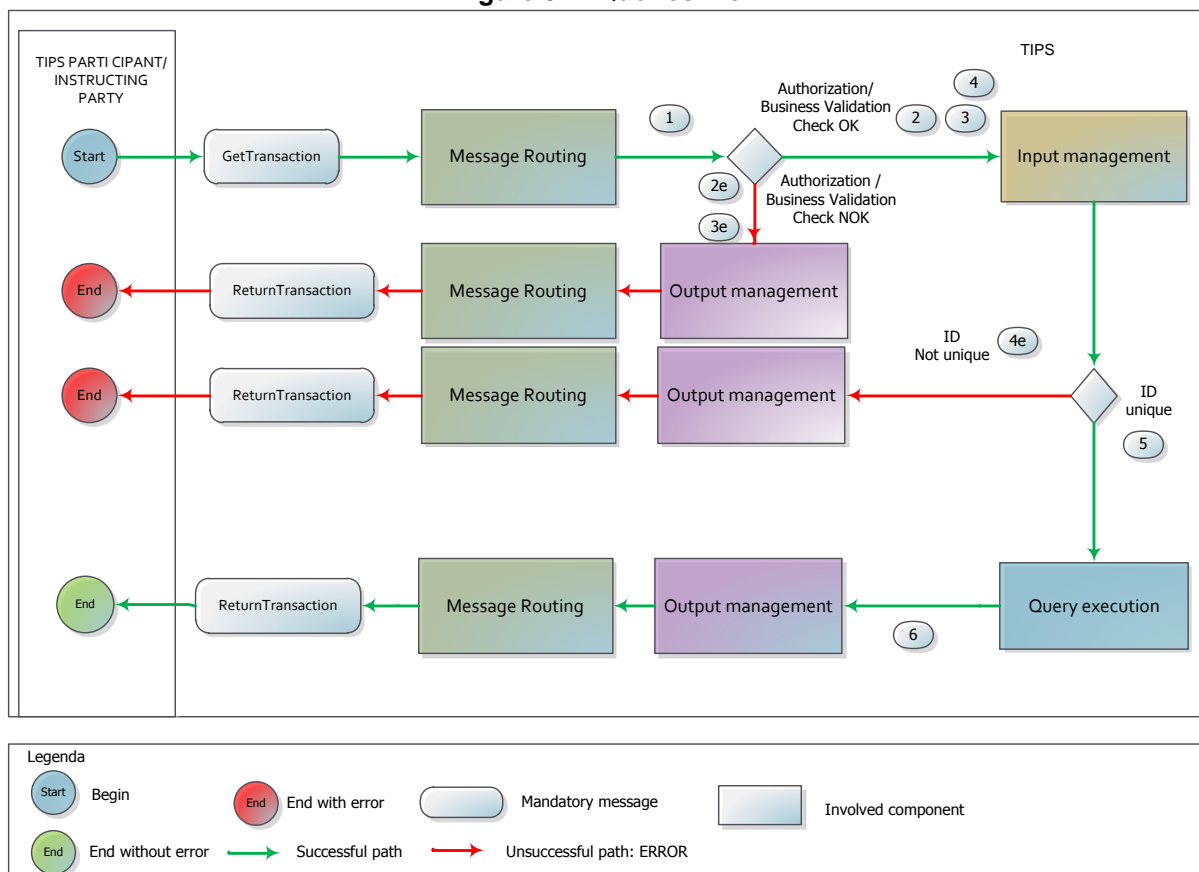 TIPS PARTI CIPANT/
INSTRUCTING
PARTY
TIPS
Start
GetTransaction
Message Routing
1
Authorization/
Business Validation
Check OK
2
3
4
Input management
2e
3e
Authorization /
Business Validation
Check NOK
End
ReturnTransaction
Message Routing
Output management
End
ReturnTransaction
Message Routing
Output management
ID
Not unique
4e
ID
unique
5
End
ReturnTransaction
Message Routing
Output management
6
Query execution
Legenda
Start
Begin
End
End with error
Mandatory message
Involved component
End
End without error
Successful path
Unsuccessful path: ERROR